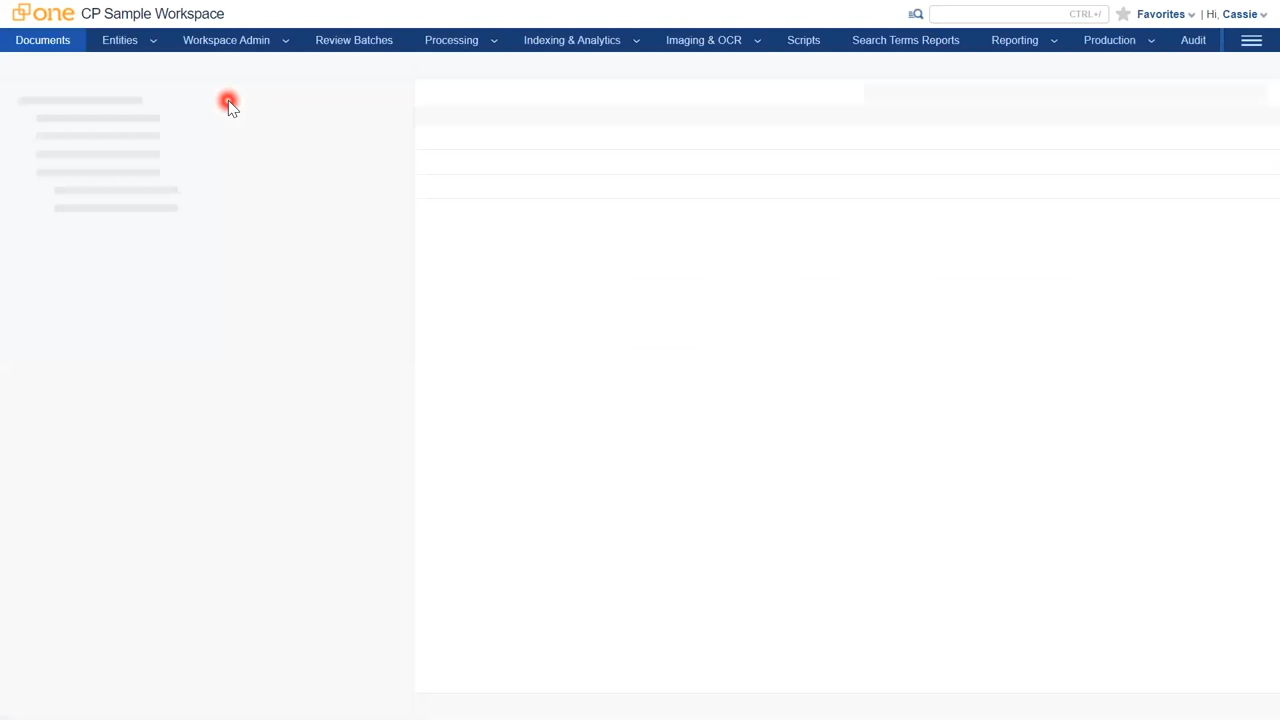 one CP Sample Workspace CTRL+/ Favorites | Hi, Cassie
Documents Entities Workspace Admin Review Batches Processing Indexing & Analytics Imaging & OCR Scripts Search Terms Reports Reporting Production Audit